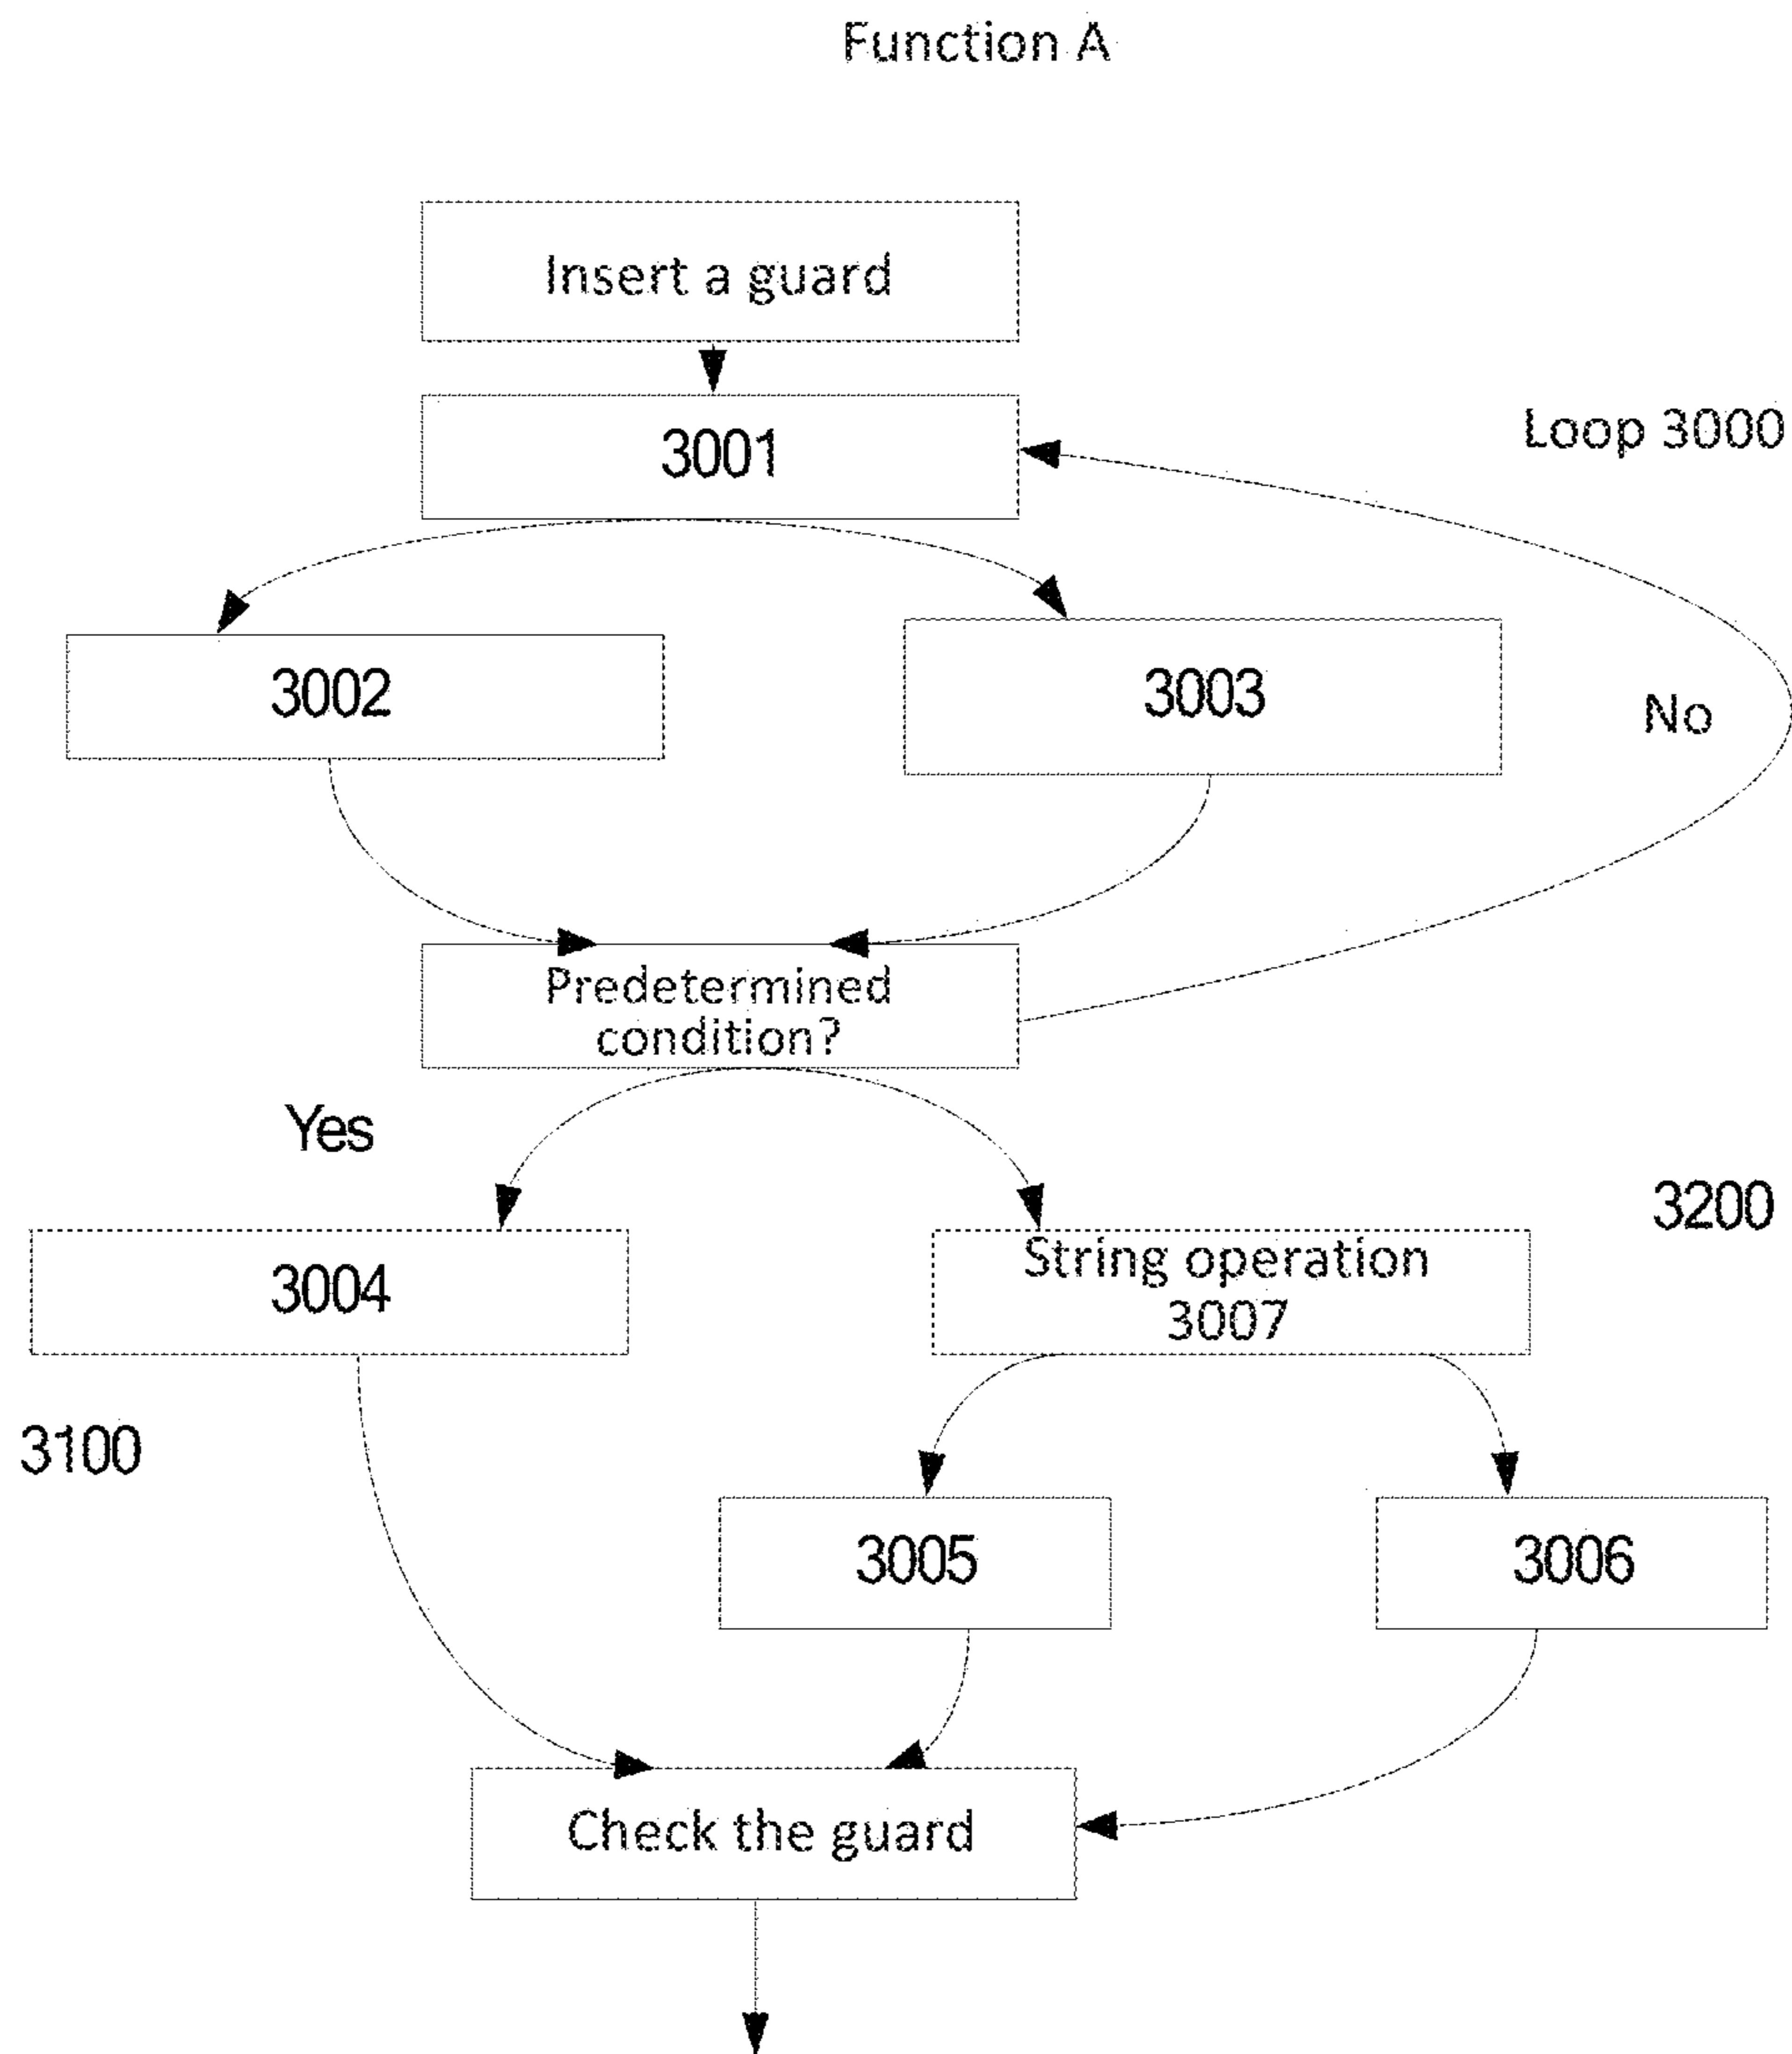 Function A
Insert a guard
3001
Loop 3000
3002
3003
No
Predetermined
condition?
Yes
3200
3004
String operation
3007
3100
3005
3006
Check the guard